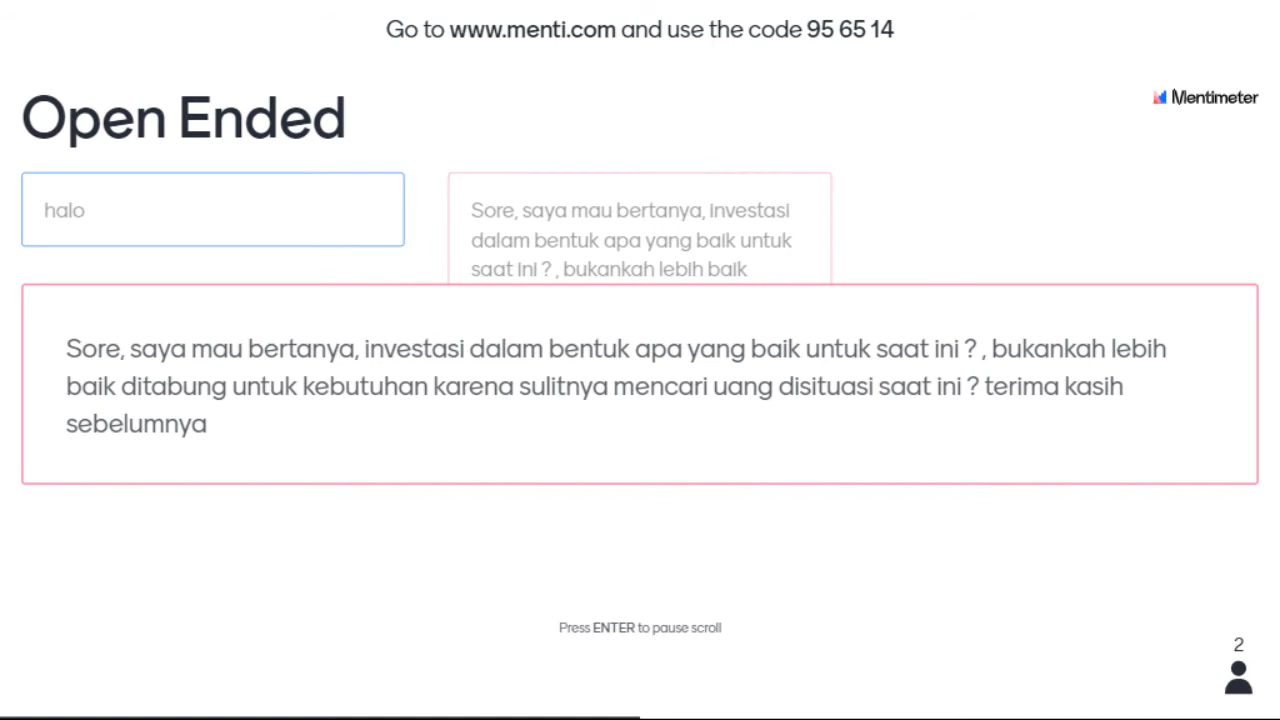 Go to www.menti.com and use the code 95 65 14
Open Ended
Mentimeter
halo
Sore, saya mau bertanya, investasi
dalam bentuk apa yang baik untuk
saat ini ? , bukankah lebih baik
Sore, saya mau bertanya, investasi dalam bentuk apa yang baik untuk saat ini ? , bukankah lebih
baik ditabung untuk kebutuhan karena sulitnya mencari uang disituasi saat ini ? terima kasih
sebelumnya
Press ENTER to pause scroll
2